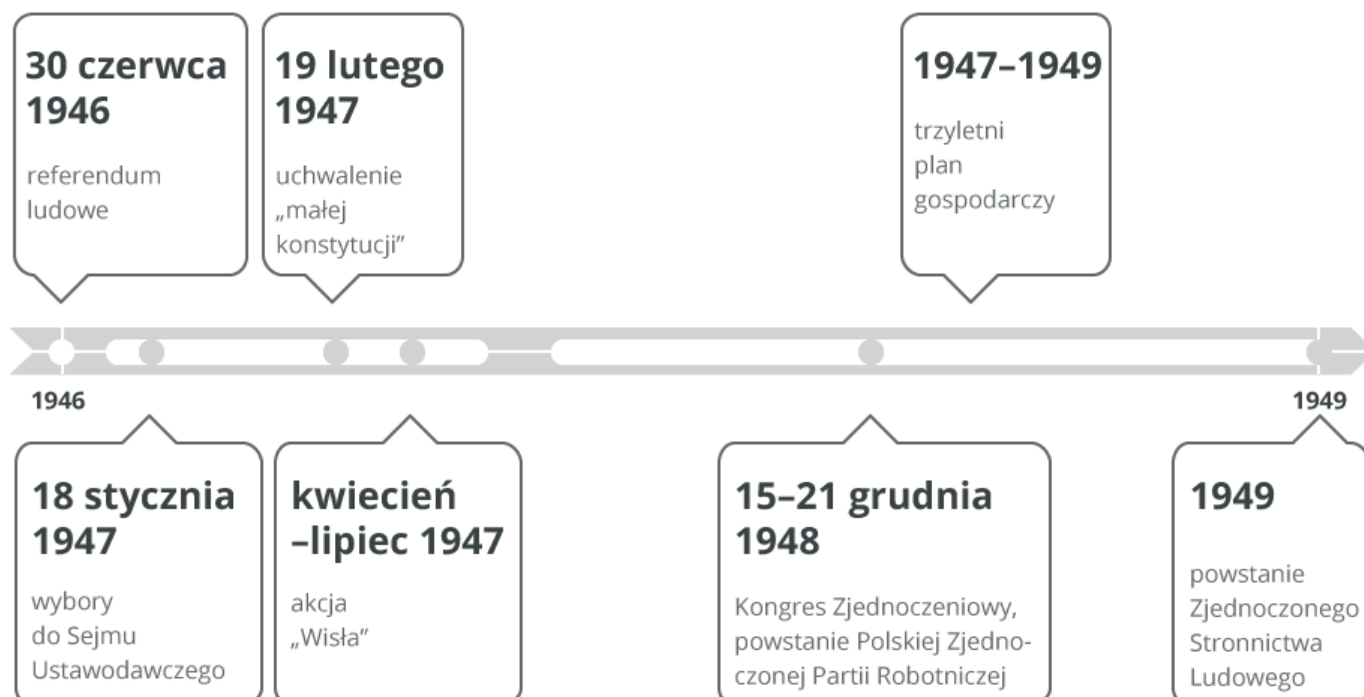 30 czerwca
1946
referendum
ludowe
19 lutego
1947
uchwalenie
„małej
konstytucji”
1947–1949
trzyletni
plan
gospodarczy
1946
1949
18 stycznia
1947
wybory
do Sejmu
Ustawodawczego
kwiecień
–lipiec 1947
akcja
„Wisła”
15–21 grudnia
1948
Kongres Zjednoczeniowy,
powstanie Polskiej Zjedno-
czonej Partii Robotniczej
1949
powstanie
Zjednoczonego
Stronnictwa
Ludowego